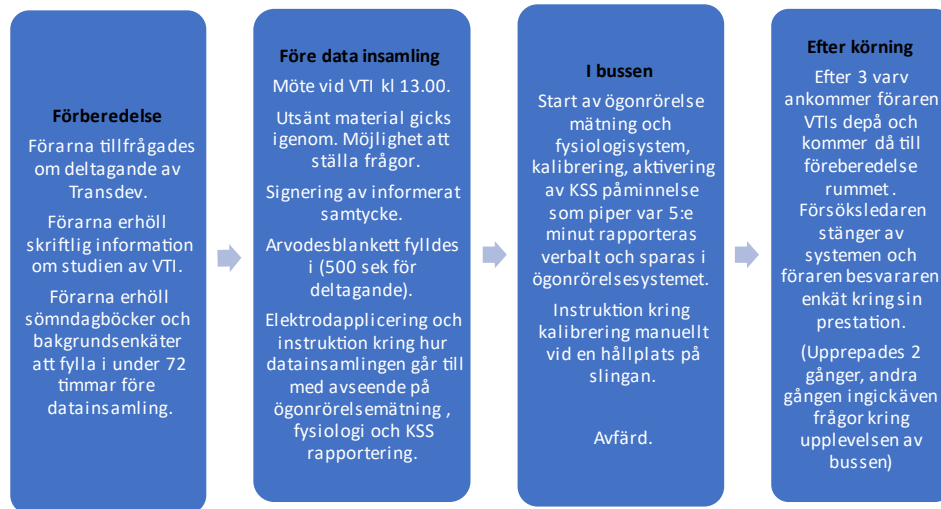 Förberedelse
Förarna tillfrågades
om deltagande av
Transdev.
Förarna erhöll
skriftlig information
om studien av VTI.
Förarna erhöll
sömndagböcker och
bakgrundsenkäter
att fylla i under 72
timmar före
datainsamling.
Före data insamling
Möte vid VTI kl 13.00.
Utsänt material gicks
igenom. Möjlighet att
ställa frågor.
Signering av informerat
samtycke.
Arvodesblankett fylldes
i (500 sek för
deltagande).
Elektrodapplicering och
instruktion kring hur
datainsamlingen går till
med avseende på
ögonrörelsemätning ,
fysiologi och KSS
rapportering.
I bussen
Start av ögonrörelse
mätning och
fysiologisystem,
kalibrering, aktivering
av KSS påminnelse
som piper var 5:e
minut rapporteras
verbalt och sparas i
ögonrörelsesystemet.
Instruktion kring
kalibrering manuellt
vid en hållplats på
slingan.
Avfärd.
Efter körning
Efter 3 varv
ankommer föraren
VTIs depå och
kommer då till
föreberedelse
rummet .
Försöksledaren
stänger av
systemen och
föraren besvararen
enkät kring sin
prestation.
(Upprepades 2
gånger, andra
gången ingickäven
frågor kring
upplevelsen av
bussen)